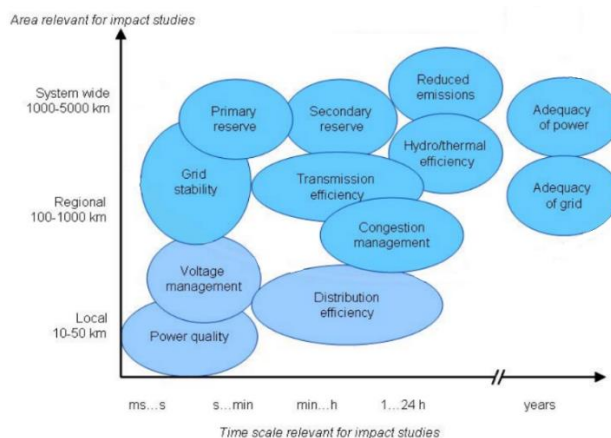 Area relevant for impact studies
System wide
1000-5000 km
Regional
100-1000 km
Local
10-50 km
Reduced
emissions
Primary
reserve
Secondary
reserve
Adequacy
of power
Hydro/thermal
efficiency
Grid
stability
Transmission
efficiency
Adequacy
of grid
Congestion
management
Voltage
management
Distribution
efficiency
Power quality
ms...s
s...min
min...h
1...24 h
years
Time scale relevant for impact studies